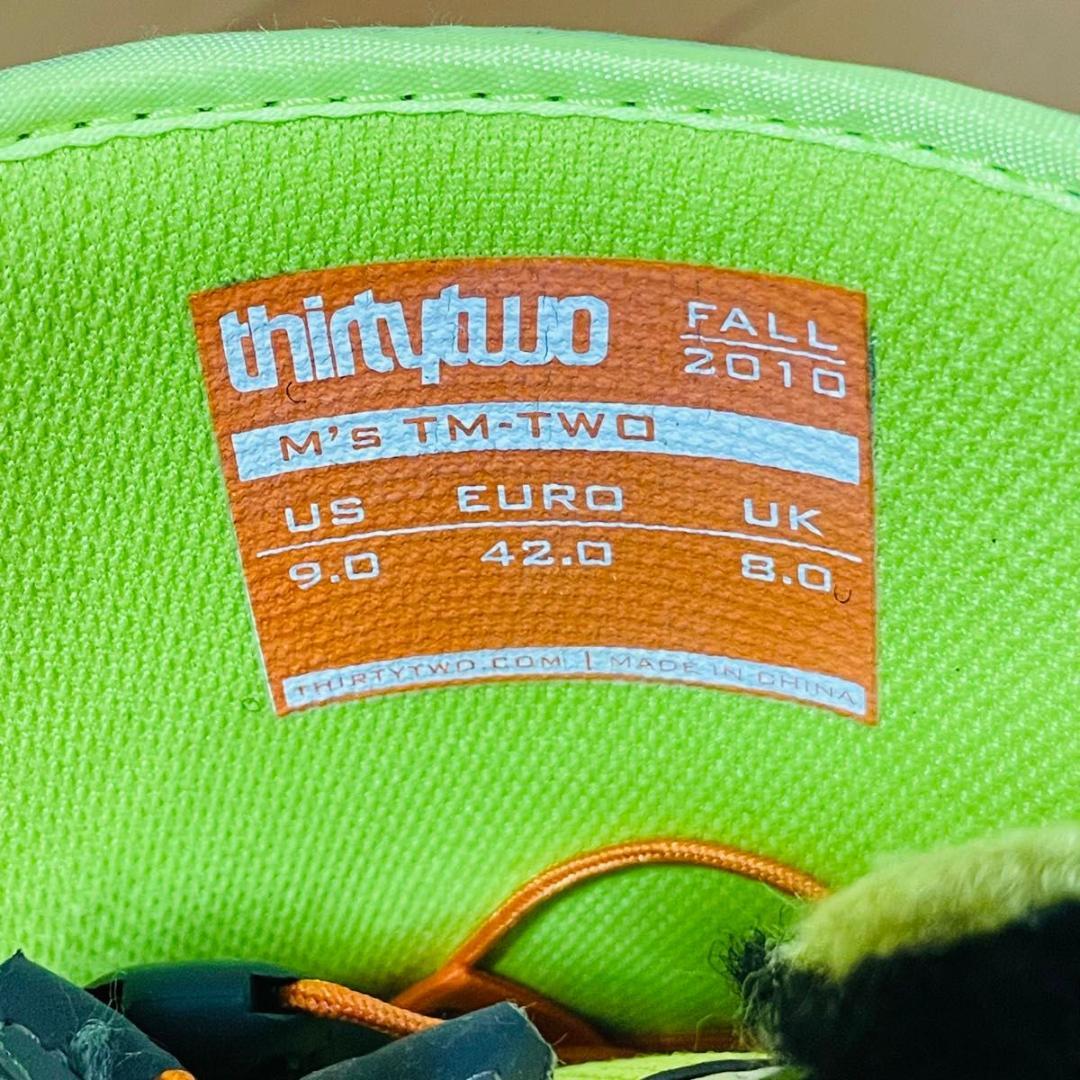 thirtytwo
FALL
2010
M's TM-TWO
US EURO UK
9.0 42.0 8.0
THIRTYTWO.COM | MADE IN CHINA